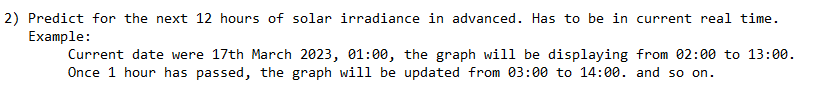 2) Predict for the next 12 hours of solar irradiance in advanced. Has to be in current real time.
Example:
Current date were 17th March 2023, 01:00, the graph will be displaying from 02:00 to 13:00.
Once 1 hour has passed, the graph will be updated from 03:00 to 14:00. and so on.